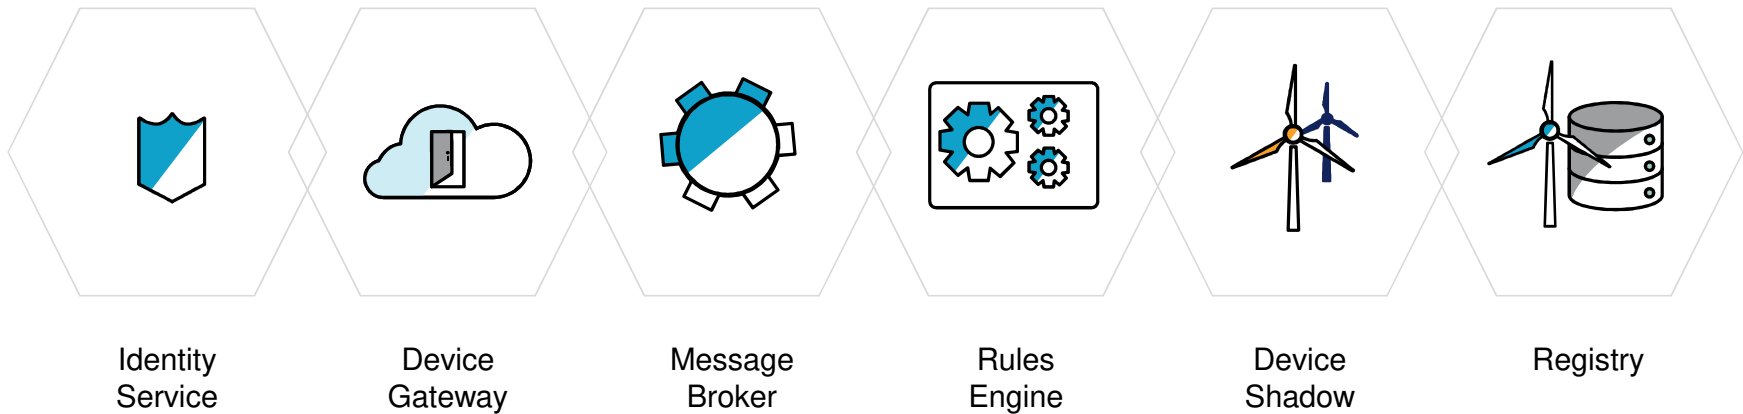 Identity
Service
Device
Gateway
Message
Broker
Rules
Engine
Device
Shadow
Registry